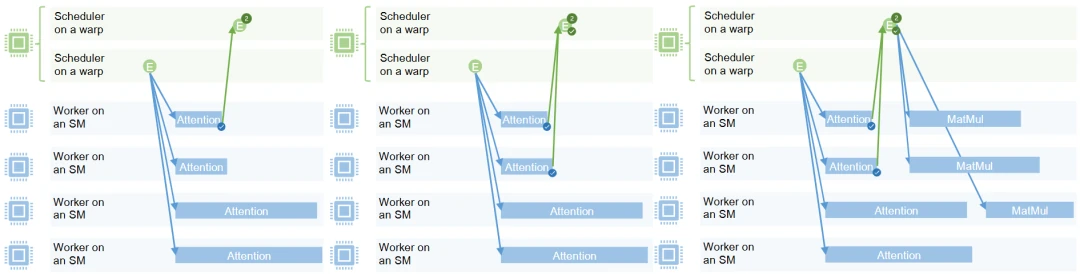 Scheduler
on a warp
E 2
Scheduler
on a warp
E
Worker on
an SM
Attention
Worker on
an SM
Attention
Worker on
an SM
Attention
Worker on
an SM
Attention
Scheduler
on a warp
E 2
Scheduler
on a warp
E
Worker on
an SM
Attention
Worker on
an SM
Attention
Worker on
an SM
Attention
Worker on
an SM
Attention
Scheduler
on a warp
E 2
Scheduler
on a warp
E
Worker on
an SM
Attention MatMul
Worker on
an SM
Attention MatMul
Worker on
an SM
Attention MatMul
Worker on
an SM
Attention